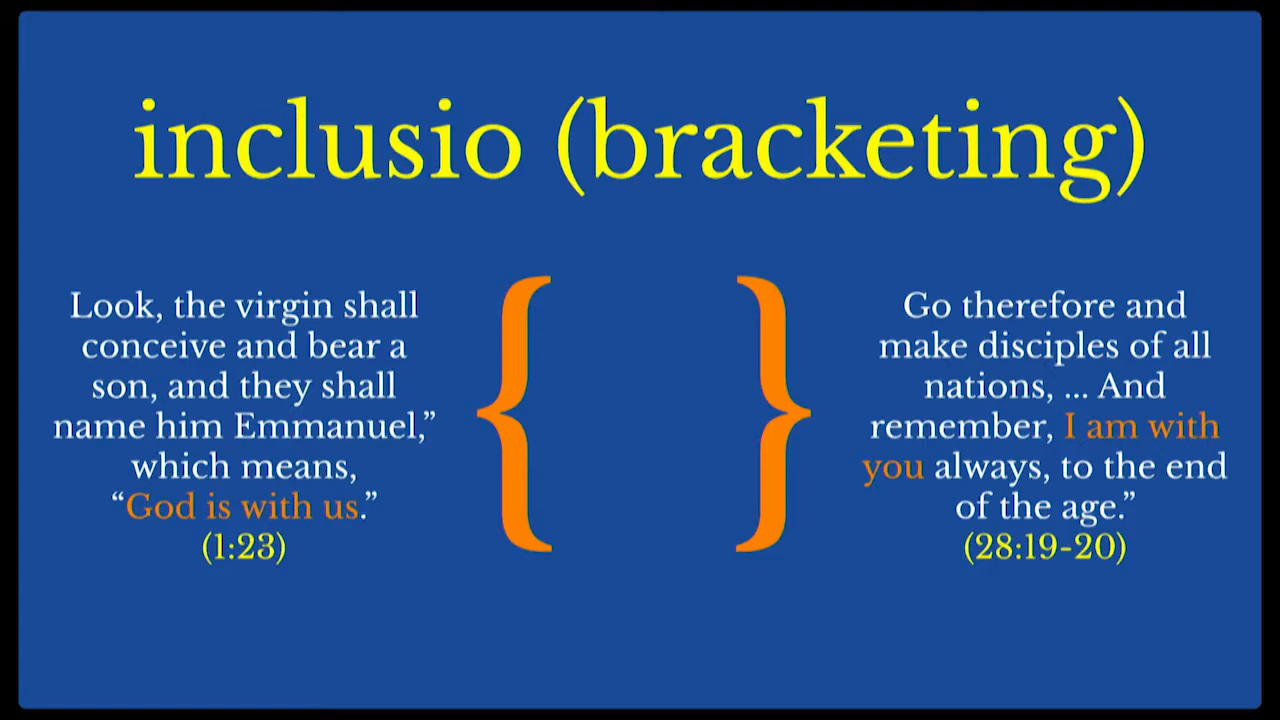 inclusio (bracketing)
Look, the virgin shall
conceive and bear a
son, and they shall
name him Emmanuel,”
which means,
“God is with us.”
(1:23)
{ }
Go therefore and
make disciples of all
nations, ... And
remember, I am with
you always, to the end
of the age.”
(28:19-20)